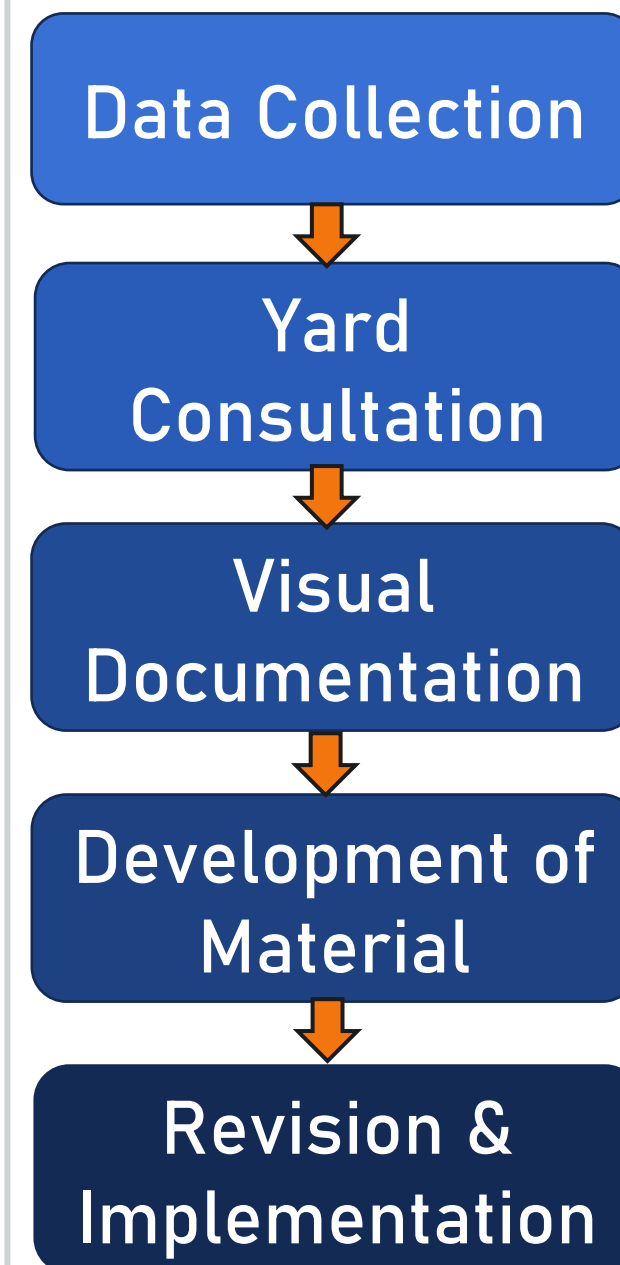 Data Collection
Yard
Consultation
Visual
Documentation
Development of
Material
Revision &
Implementation